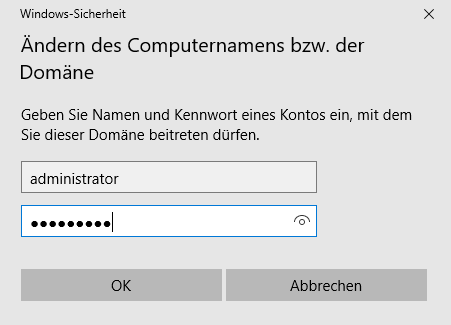 Windows-Sicherheit
Ändern des Computernamens bzw. der
Domäne
Geben Sie Namen und Kennwort eines Kontos ein, mit dem
Sie dieser Domäne beitreten dürfen.
administrator
●●●●●●●●●
OK Abbrechen